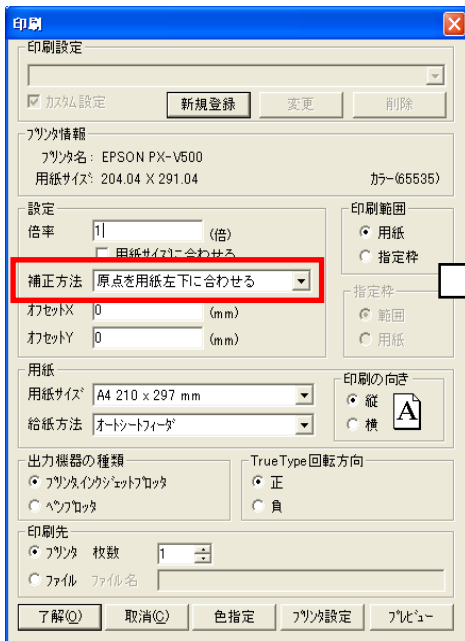 印刷
印刷設定
カスタム設定 新規登録 変更 削除
プリンタ情報
プリンタ名: EPSON PX-V500
用紙サイズ: 204.04 X 291.04 カラー(65535)
設定 印刷範囲
倍率 1 (倍) 用紙
用紙サイズに合わせる 指定枠
補正方法 原点を用紙左下に合わせる
指定枠
オフセットX 0 (mm) 範囲
オフセットY 0 (mm) 用紙
用紙 印刷の向き
用紙サイズ A4 210 x 297 mm 縦
給紙方法 オートシートフィーダ 横 A
出力機器の種類 TrueType回転方向
プリンタ,インクジェットプロッタ 正
ペンプロッタ 負
印刷先
プリンタ 枚数 1
ファイル ファイル名
了解(O) 取消(C) 色指定 プリンタ設定 プレビュー